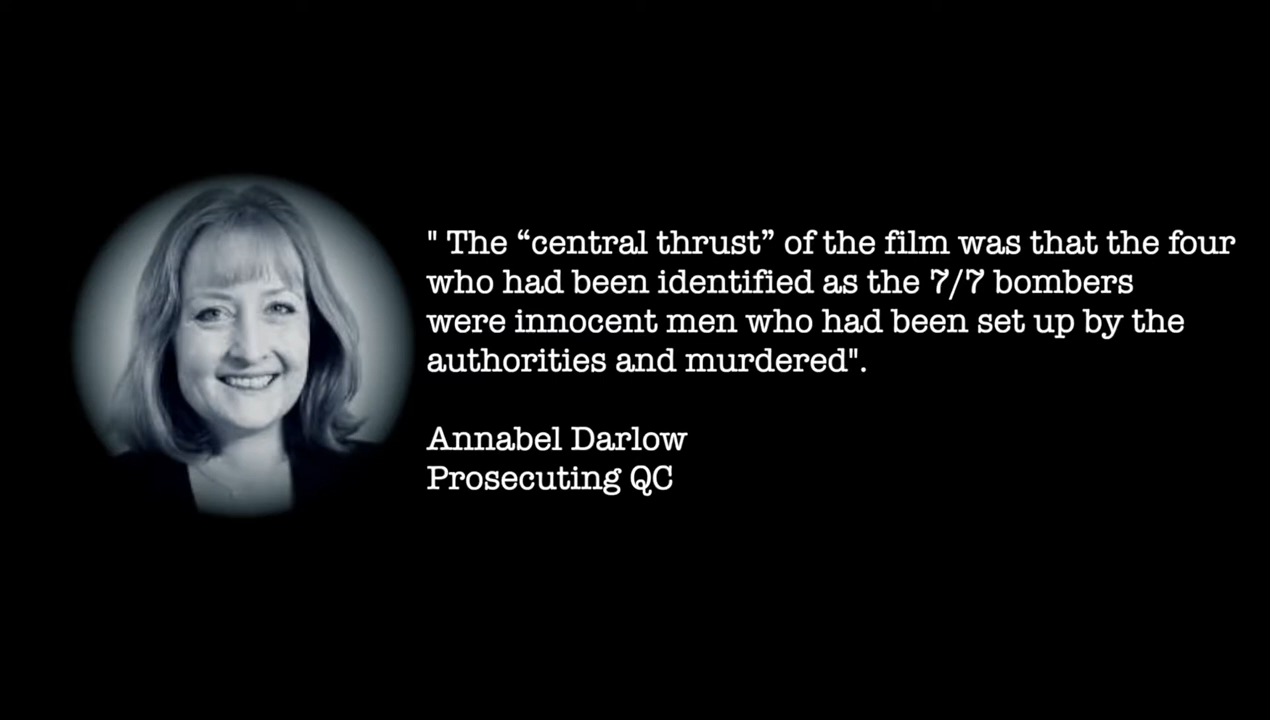 " The “central thrust” of the film was that the four
who had been identified as the 7/7 bombers
were innocent men who had been set up by the
authorities and murdered".
Annabel Darlow
Prosecuting QC